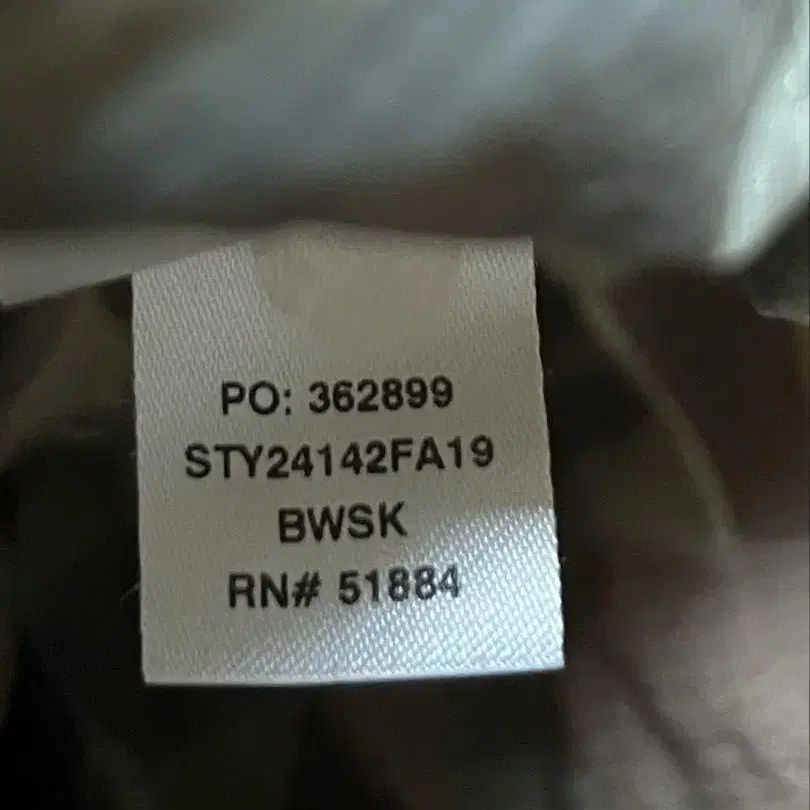 PO: 362899
STY24142FA19
BWSK
RN# 51884